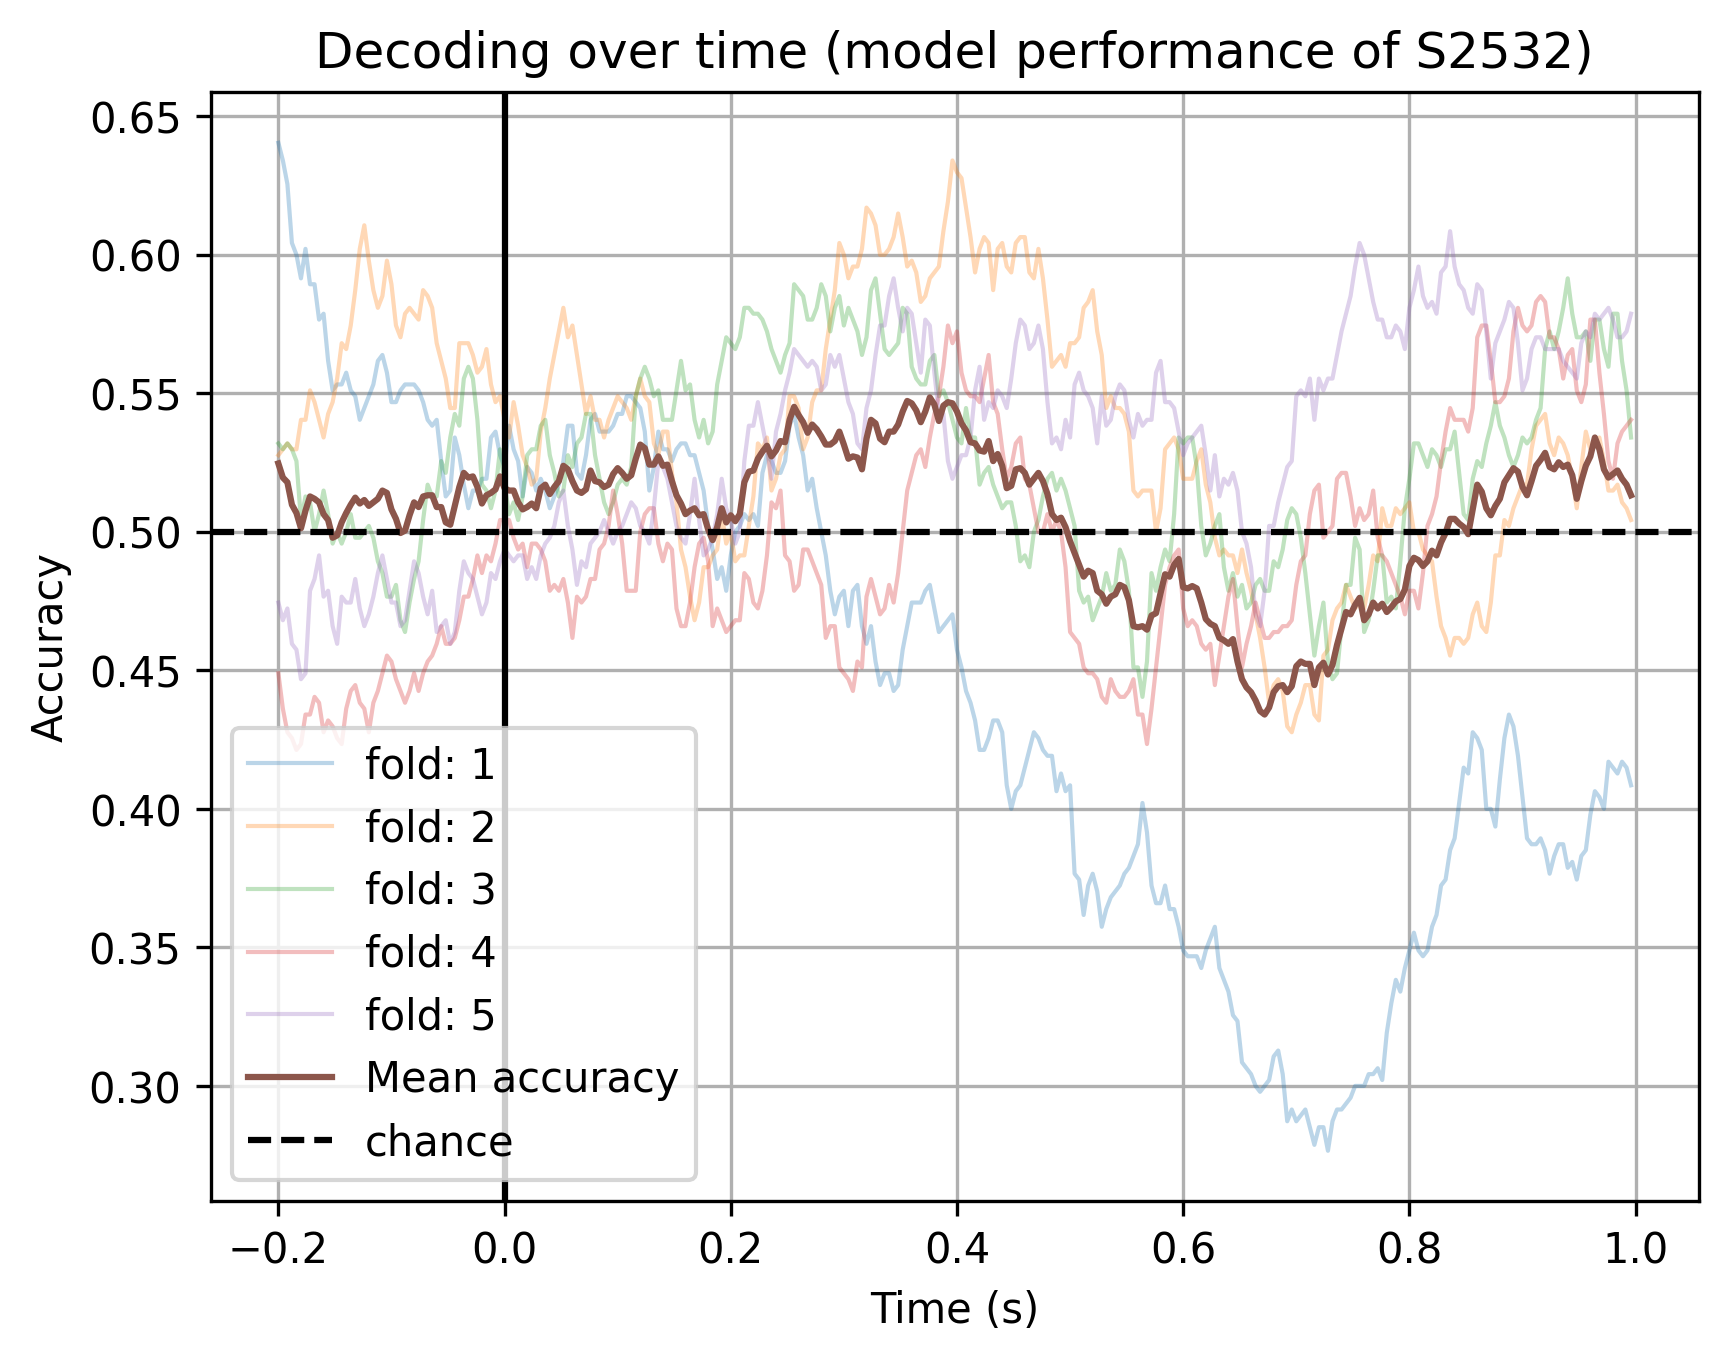 Decoding over time (model performance of S2532)
Accuracy
0.65
0.60
0.55
0.50
0.45
0.40
0.35
0.30
fold: 1
fold: 2
fold: 3
fold: 4
fold: 5
Mean accuracy
chance
−0.2 0.0 0.2 0.4 0.6 0.8 1.0
Time (s)